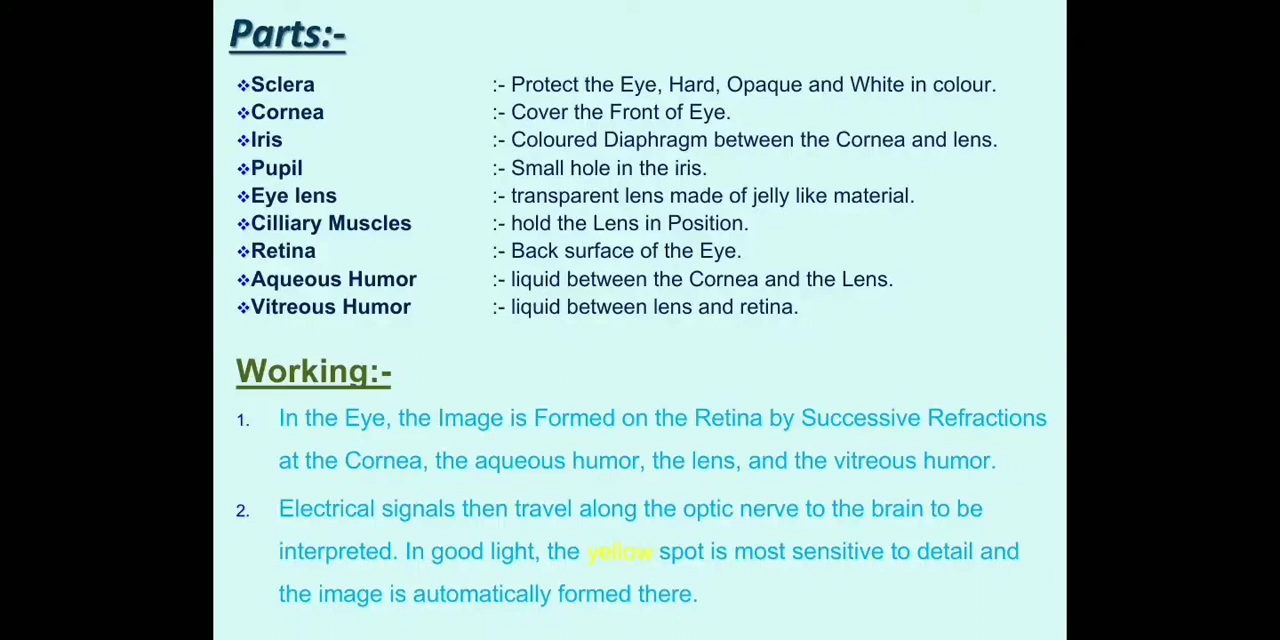 Parts:-
❖Sclera :- Protect the Eye, Hard, Opaque and White in colour.
❖Cornea :- Cover the Front of Eye.
❖Iris :- Coloured Diaphragm between the Cornea and lens.
❖Pupil :- Small hole in the iris.
❖Eye lens :- transparent lens made of jelly like material.
❖Cilliary Muscles :- hold the Lens in Position.
❖Retina :- Back surface of the Eye.
❖Aqueous Humor :- liquid between the Cornea and the Lens.
❖Vitreous Humor :- liquid between lens and retina.
Working:-
1. In the Eye, the Image is Formed on the Retina by Successive Refractions
at the Cornea, the aqueous humor, the lens, and the vitreous humor.
2. Electrical signals then travel along the optic nerve to the brain to be
interpreted. In good light, the yellow spot is most sensitive to detail and
the image is automatically formed there.